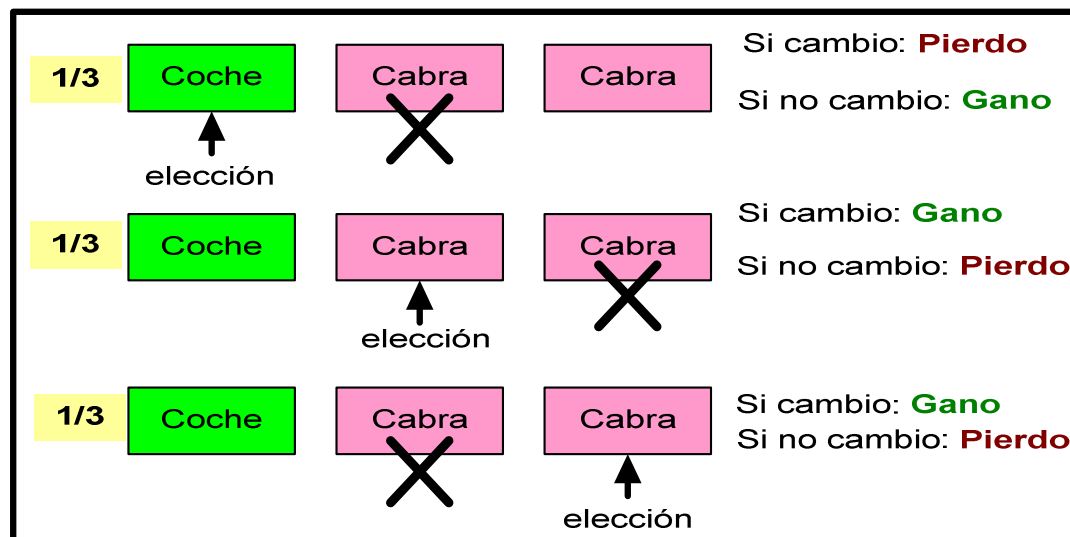 1/3 Coche Cabra Cabra Si cambio: Pierdo
Si no cambio: Gano
elección
1/3 Coche Cabra Cabra Si cambio: Gano
Si no cambio: Pierdo
elección
1/3 Coche Cabra Cabra Si cambio: Gano
Si no cambio: Pierdo
elección